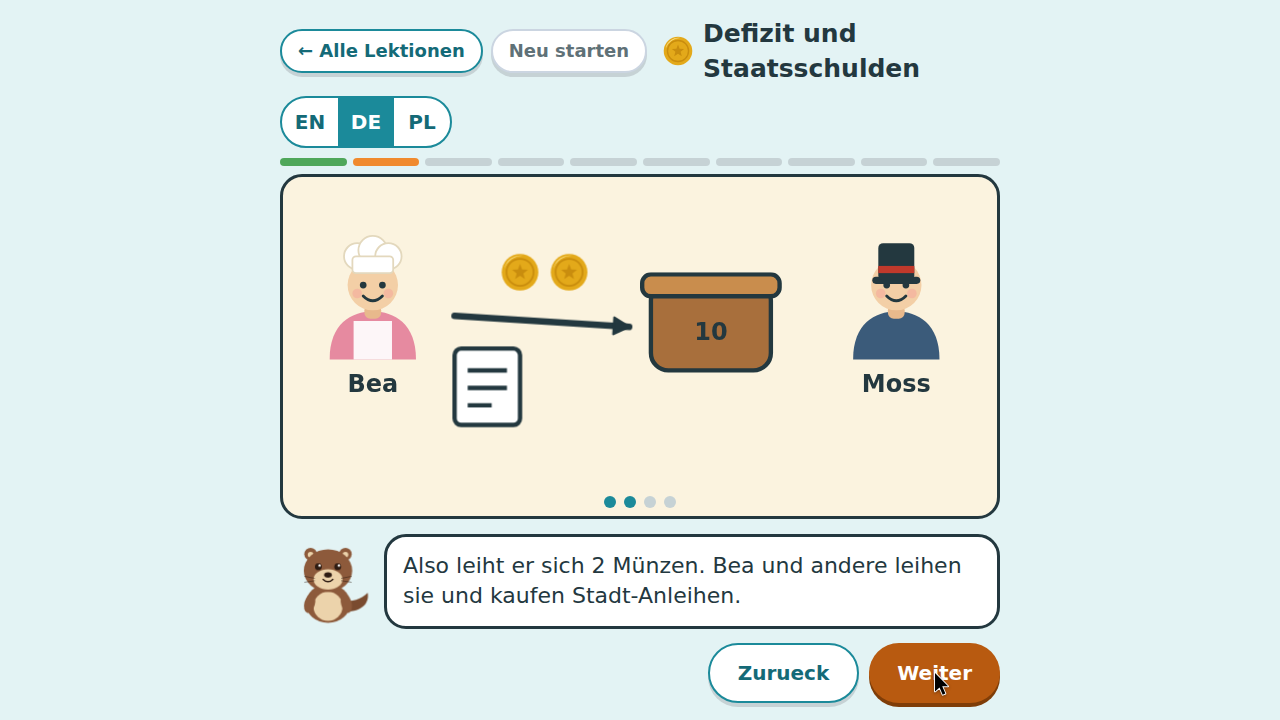 ← Alle Lektionen
Neu starten
Defizit und
Staatsschulden
EN DE PL
10
Bea
Moss
Also leiht er sich 2 Münzen. Bea und andere leihen
sie und kaufen Stadt-Anleihen.
Zurueck
Weiter